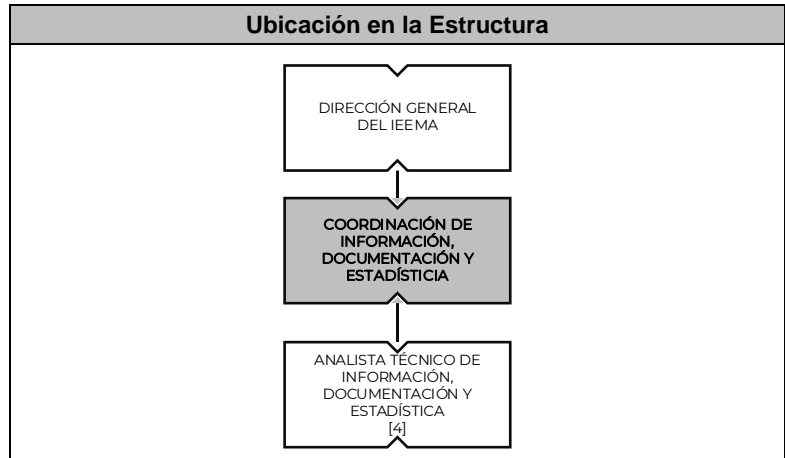 Ubicación en la Estructura
DIRECCIÓN GENERAL
DEL IEEMA
COORDINACIÓN DE
INFORMACIÓN,
DOCUMENTACIÓN Y
ESTADÍSTICIA
ANALISTA TÉCNICO DE
INFORMACIÓN,
DOCUMENTACIÓN Y
ESTADÍSTICA
[4]